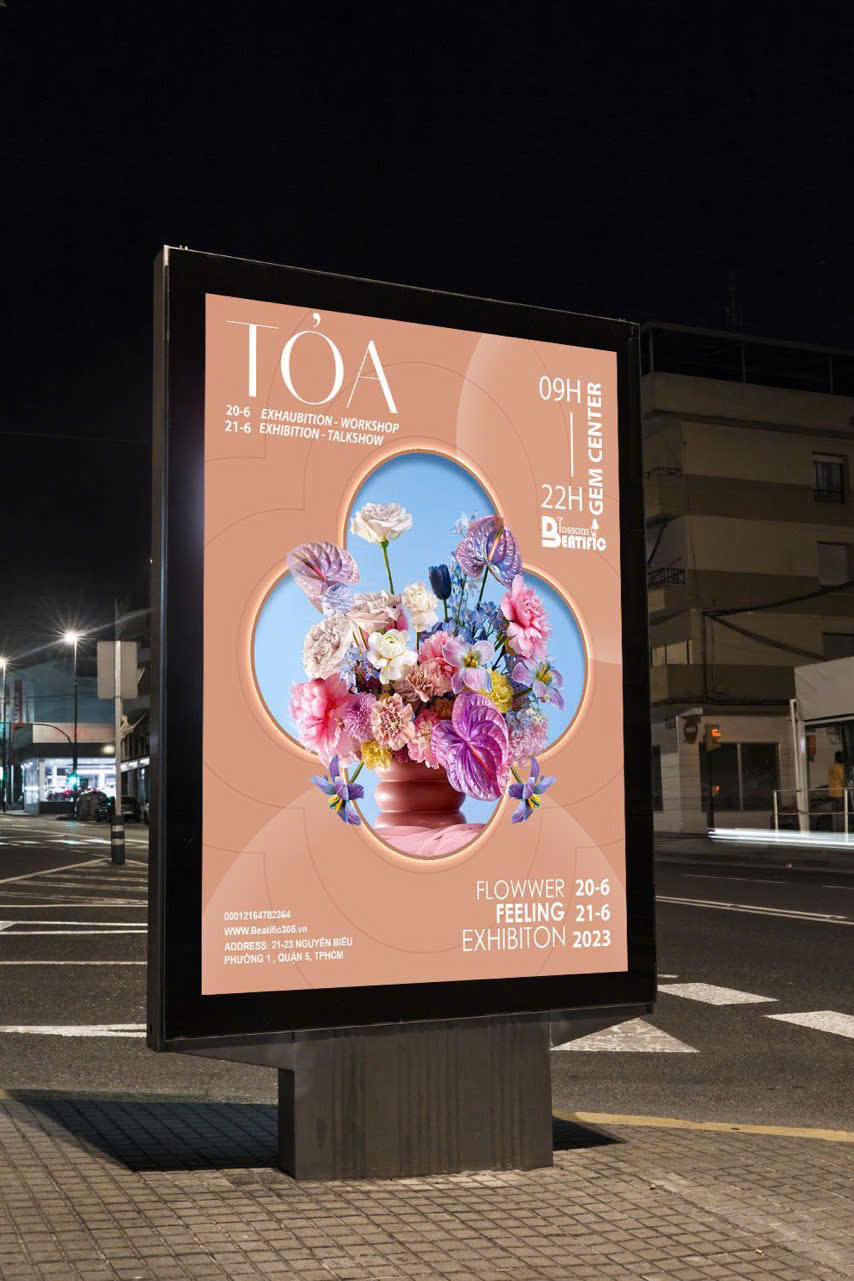 TỎA
20-6 EXHAUBITION - WORKSHOP
21-6 EXHIBITION - TALKSHOW
09H
22H
GEM CENTER
Blossom
BEATIFIC
FLOWWER 20-6
FEELING 21-6
EXHIBITON 2023
00012164782364
WWW.Beatific305.vn
ADDRESS: 21-23 NGUYỄN BIỂU
PHƯỜNG 1 , QUẬN 5, TPHCM